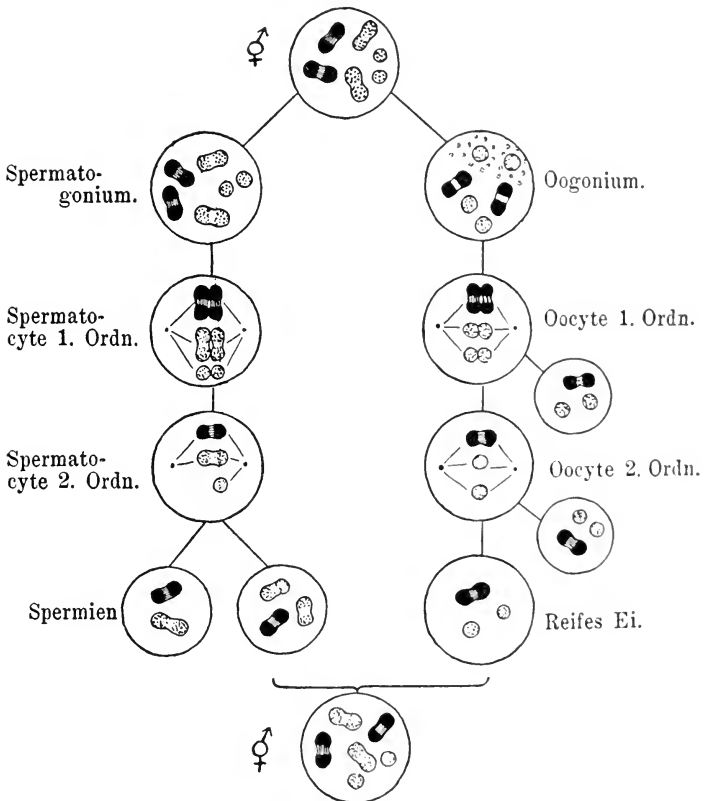 ⚥
Spermato-
gonium.
Oogonium.
Spermato-
cyte 1. Ordn.
Oocyte 1. Ordn.
Spermato-
cyte 2. Ordn.
Oocyte 2. Ordn.
Spermien
Reifes Ei.
⚥